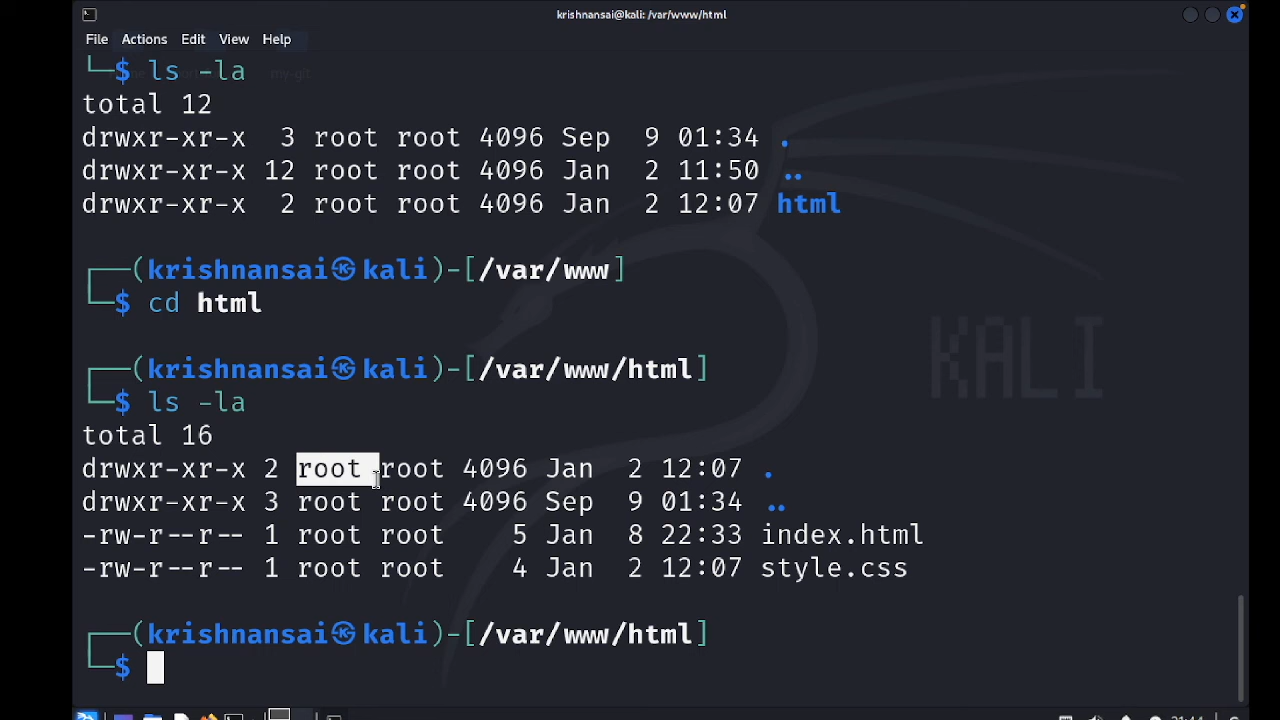 krishnansai@kali: /var/www/html
File Actions Edit View Help
└─$ ls -la
total 12
drwxr-xr-x  3 root root 4096 Sep  9 01:34 .
drwxr-xr-x 12 root root 4096 Jan  2 11:50 ..
drwxr-xr-x  2 root root 4096 Jan  2 12:07 html
┌──(krishnansai㉿kali)-[/var/www]
└─$ cd html
┌──(krishnansai㉿kali)-[/var/www/html]
└─$ ls -la
total 16
drwxr-xr-x 2 root root 4096 Jan  2 12:07 .
drwxr-xr-x 3 root root 4096 Sep  9 01:34 ..
-rw-r--r-- 1 root root    5 Jan  8 22:33 index.html
-rw-r--r-- 1 root root    4 Jan  2 12:07 style.css
┌──(krishnansai㉿kali)-[/var/www/html]
└─$
KALI